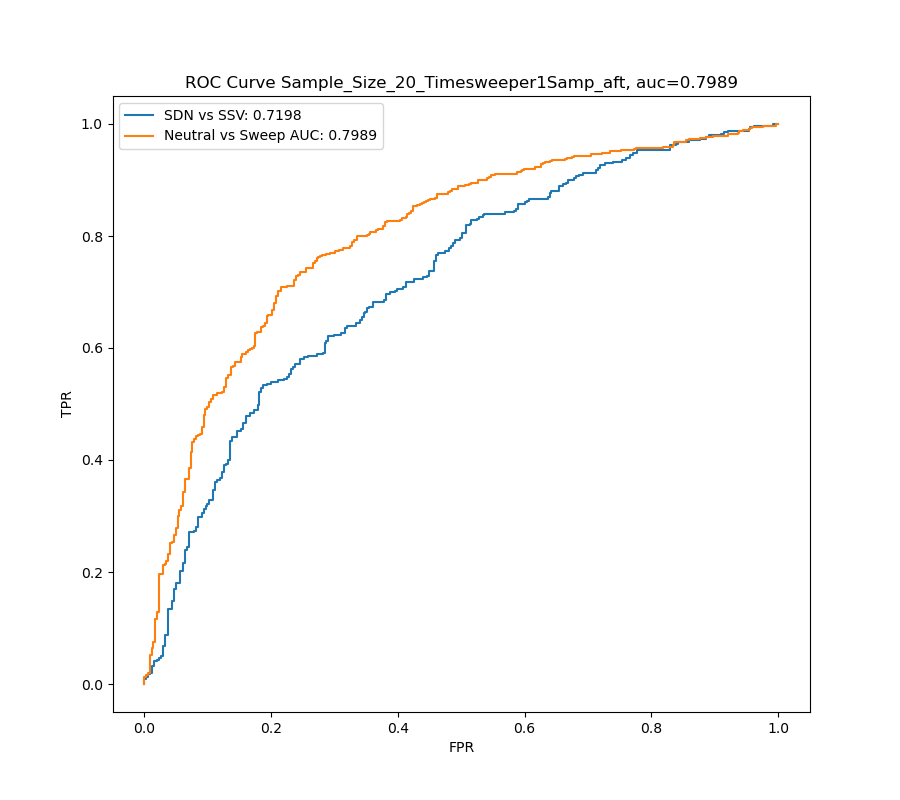 ROC Curve Sample_Size_20_Timesweeper1Samp_aft, auc=0.7989
SDN vs SSV: 0.7198
Neutral vs Sweep AUC: 0.7989
1.0
0.8
0.6
0.4
0.2
0.0
TPR
0.0 0.2 0.4 0.6 0.8 1.0
FPR